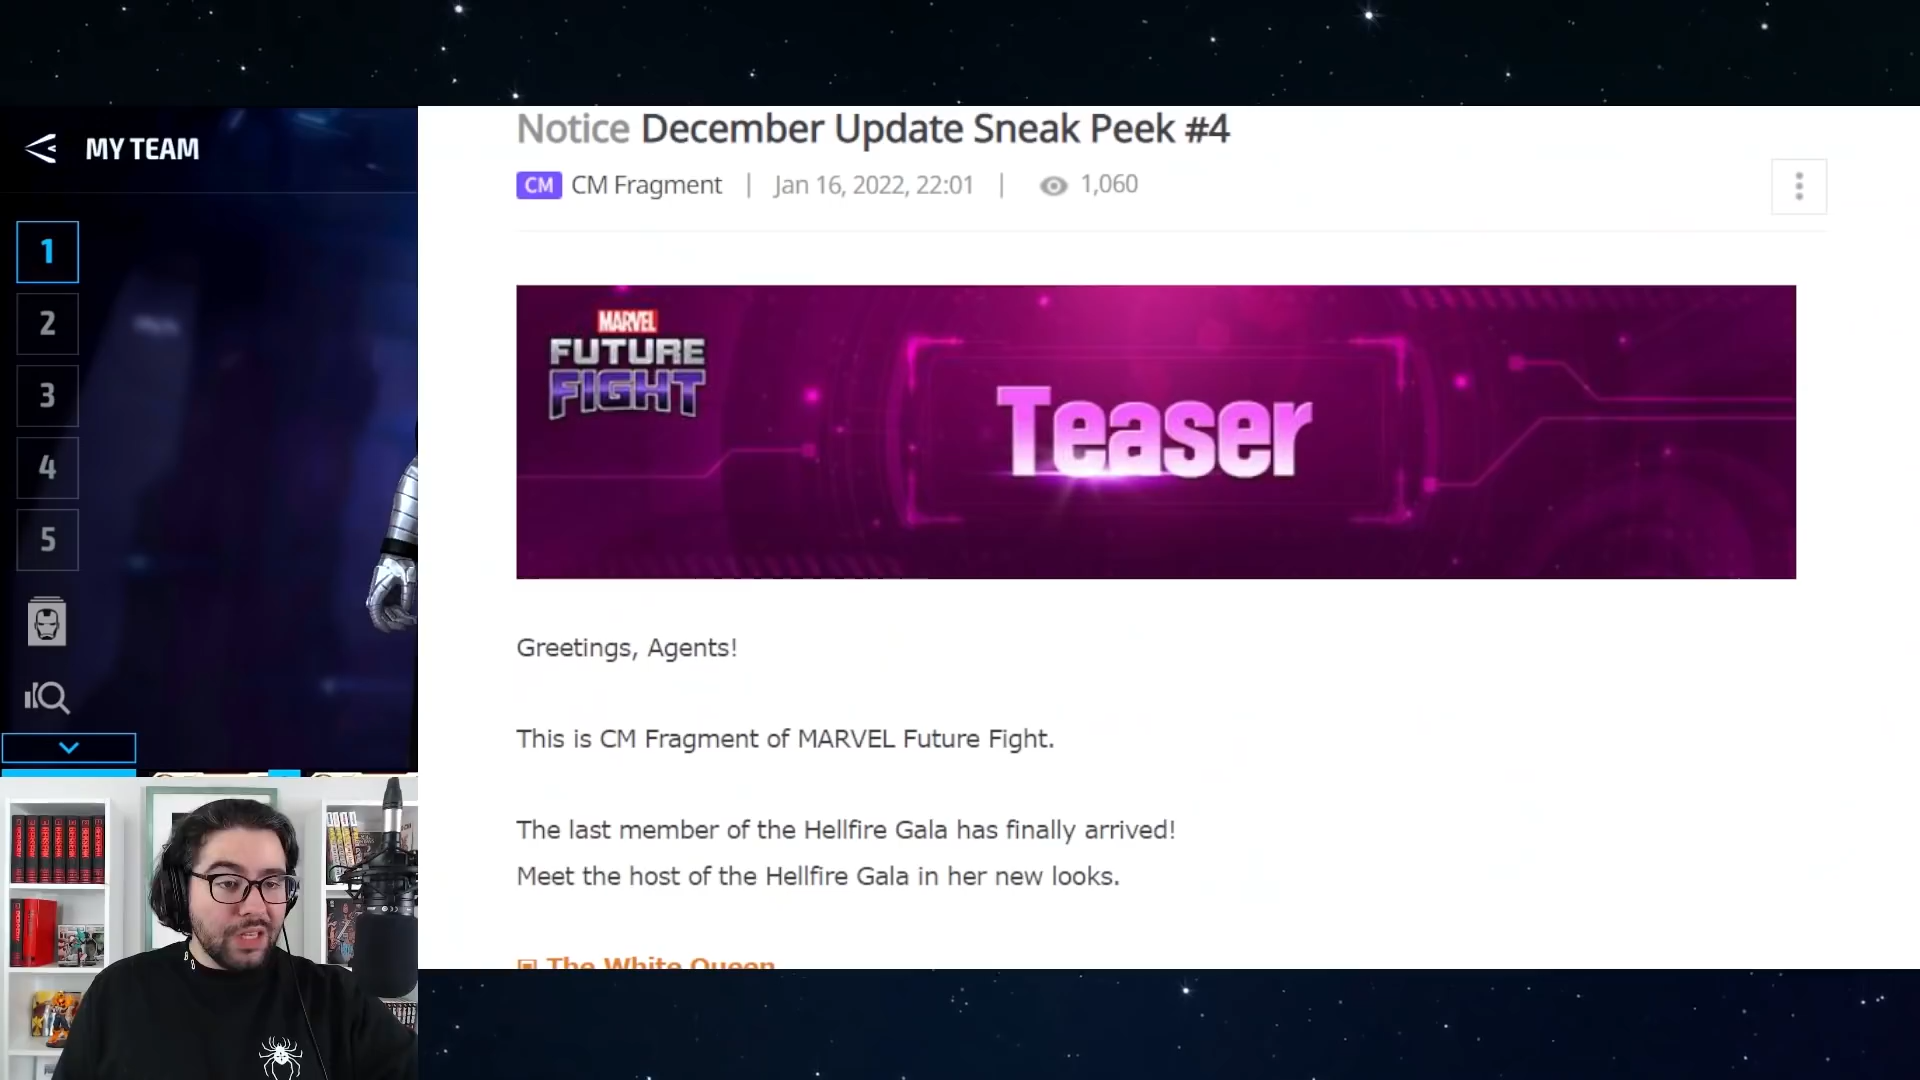 MY TEAM
1
2
3
4
5
Notice December Update Sneak Peek #4
CM CM Fragment | Jan 16, 2022, 22:01 | 1,060
MARVEL
FUTURE
FIGHT
Teaser
Greetings, Agents!
This is CM Fragment of MARVEL Future Fight.
The last member of the Hellfire Gala has finally arrived!
Meet the host of the Hellfire Gala in her new looks.
The White Queen